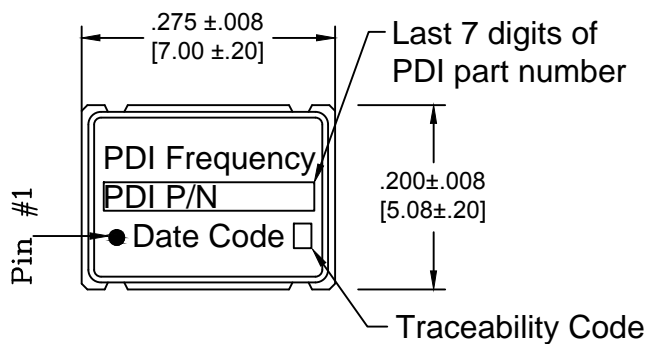 .275 ±.008
[7.00 ±.20]
Last 7 digits of
PDI part number
PDI Frequency
PDI P/N
Date Code
Pin #1
.200±.008
[5.08±.20]
Traceability Code